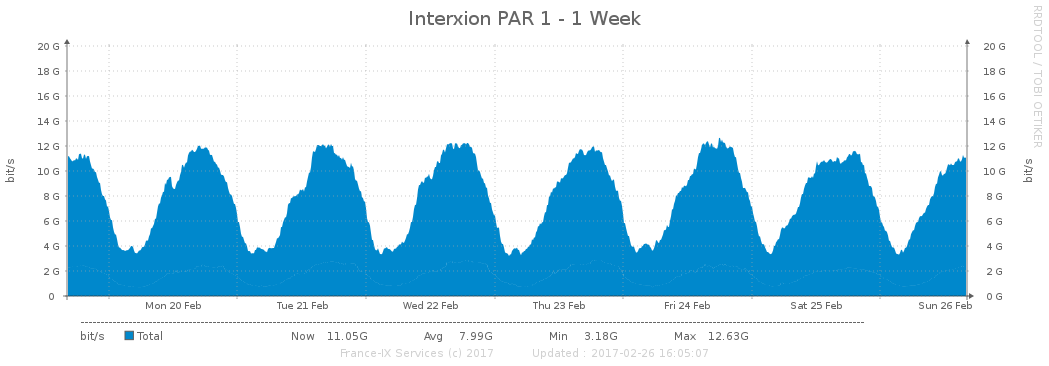 Interxion PAR 1 - 1 Week
RRDTOOL / TOBI OETIKER
bit/s
20 G 20 G
18 G 18 G
16 G 16 G
14 G 14 G
12 G 12 G
10 G 10 G
8 G 8 G
6 G 6 G
4 G 4 G
2 G 2 G
0 0 G
bit/s
Mon 20 Feb Tue 21 Feb Wed 22 Feb Thu 23 Feb Fri 24 Feb Sat 25 Feb Sun 26 Feb
bit/s Total Now 11.05G Avg 7.99G Min 3.18G Max 12.63G
France-IX Services (c) 2017 Updated : 2017-02-26 16:05:07